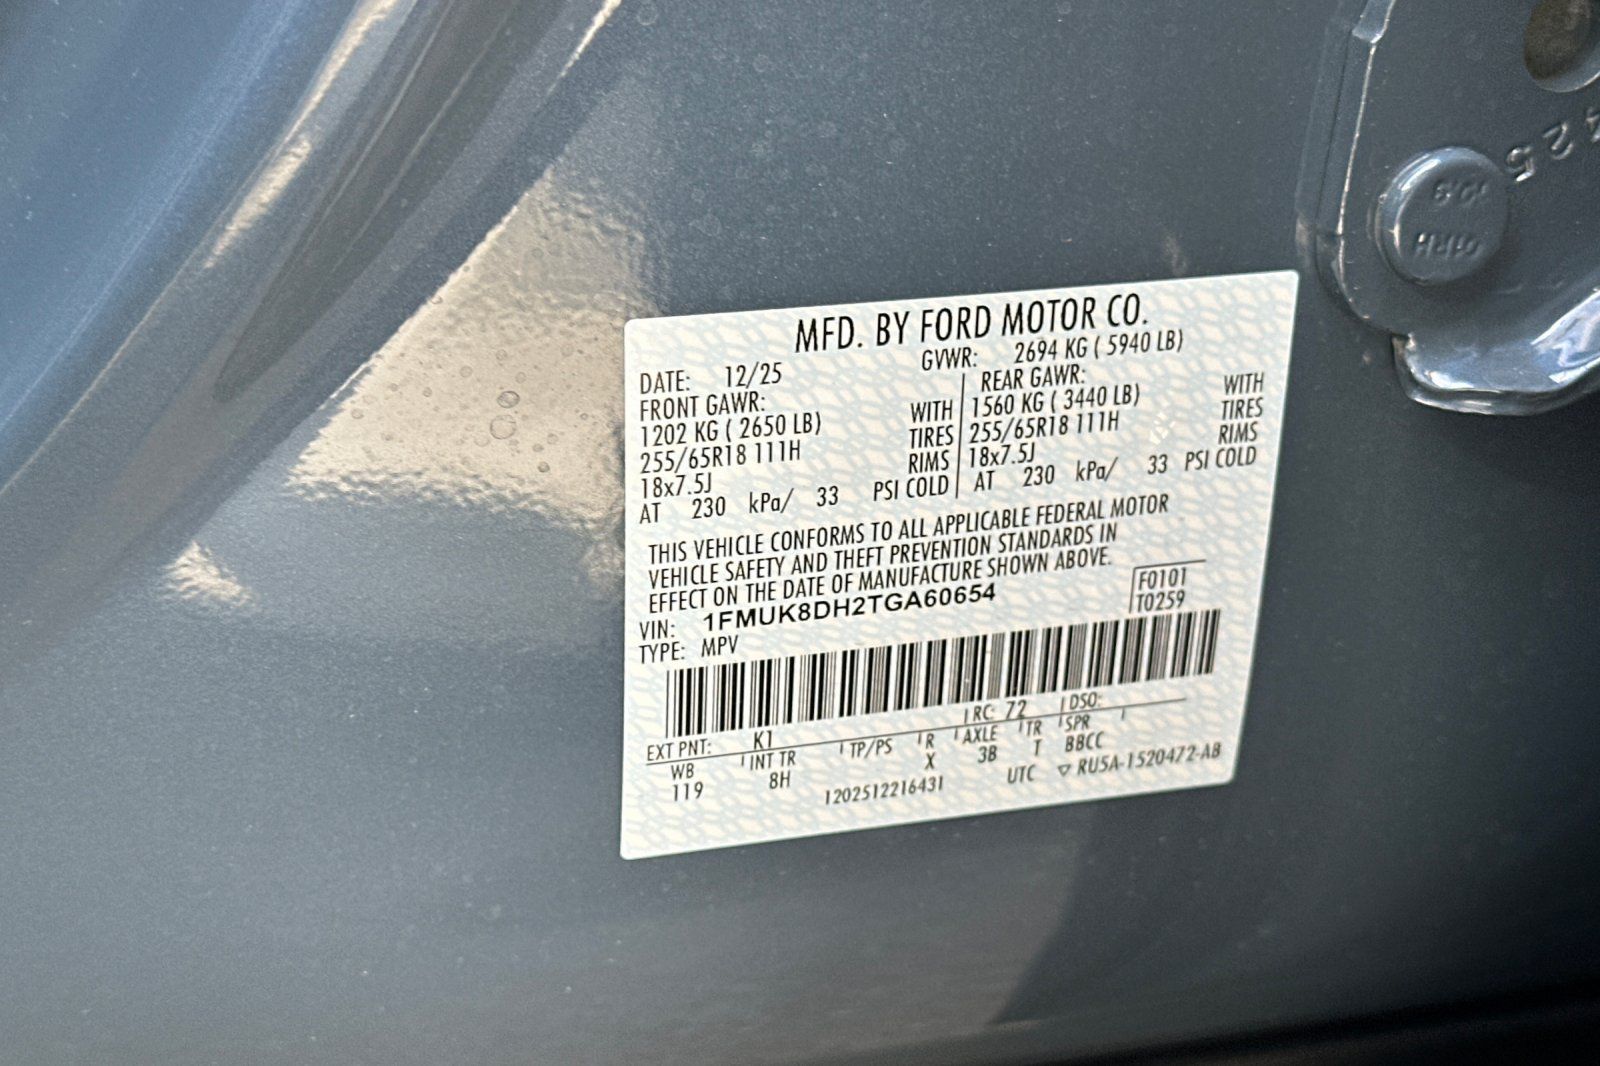 MFD. BY FORD MOTOR CO.
DATE: 12/25 GVWR: 2694 KG ( 5940 LB)
FRONT GAWR: REAR GAWR:
1202 KG ( 2650 LB) WITH 1560 KG ( 3440 LB) WITH
255/65R18 111H TIRES 255/65R18 111H TIRES
18x7.5J RIMS 18x7.5J RIMS
AT 230 kPa/ 33 PSI COLD AT 230 kPa/ 33 PSI COLD
THIS VEHICLE CONFORMS TO ALL APPLICABLE FEDERAL MOTOR
VEHICLE SAFETY AND THEFT PREVENTION STANDARDS IN
EFFECT ON THE DATE OF MANUFACTURE SHOWN ABOVE.
VIN: 1FMUK8DH2TGA60654 F0101
TYPE: MPV T0259
EXT PNT: K1 RC: 72 DSO:
WB INT TR TP/PS R AXLE TR SPR
119 8H X 3B T BBCC
1202512216431 UTC ▽ RU5A-1520472-AB
425
10.9